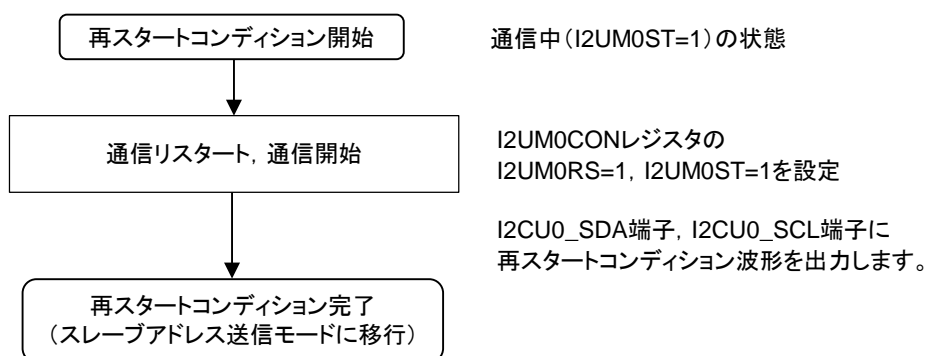 再スタートコンディション開始
通信中（I2UM0ST=1）の状態
通信リスタート，通信開始
I2UM0CONレジスタの
I2UM0RS=1，I2UM0ST=1を設定
I2CU0_SDA端子，I2CU0_SCL端子に
再スタートコンディション波形を出力します。
再スタートコンディション完了
（スレーブアドレス送信モードに移行）